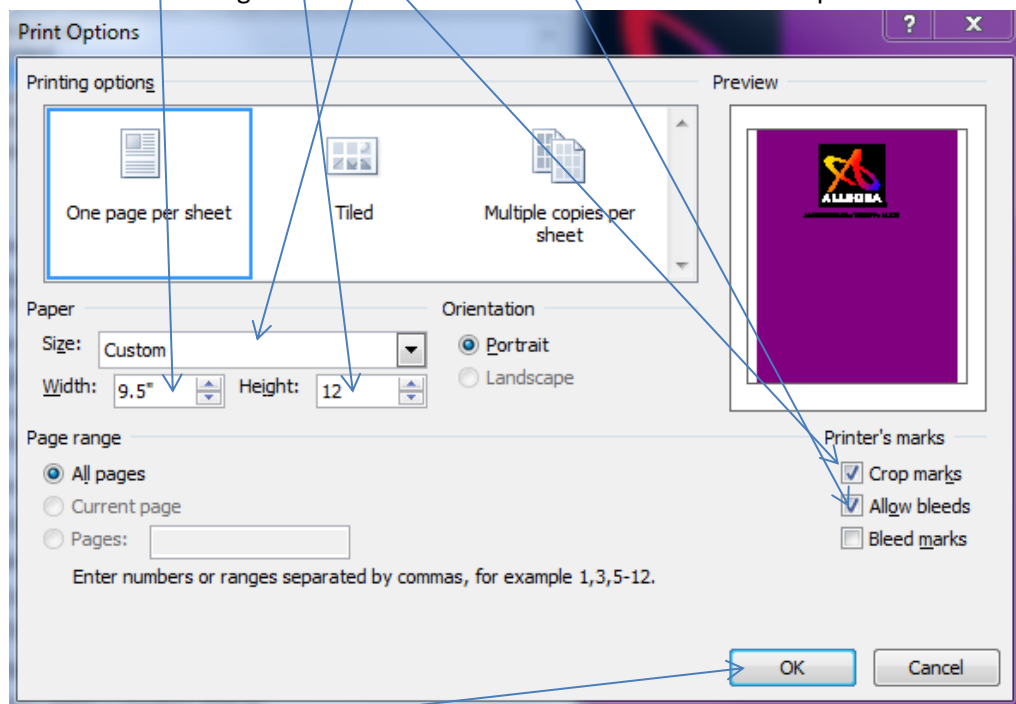 Print Options
Printing options
Preview
One page per sheet
Tiled
Multiple copies per
sheet
ALLEGRA
Paper
Size: Custom
Width: 9.5" Height: 12
Orientation
Portrait
Landscape
Page range
All pages
Current page
Pages:
Enter numbers or ranges separated by commas, for example 1,3,5-12.
Printer's marks
Crop marks
Allow bleeds
Bleed marks
OK Cancel